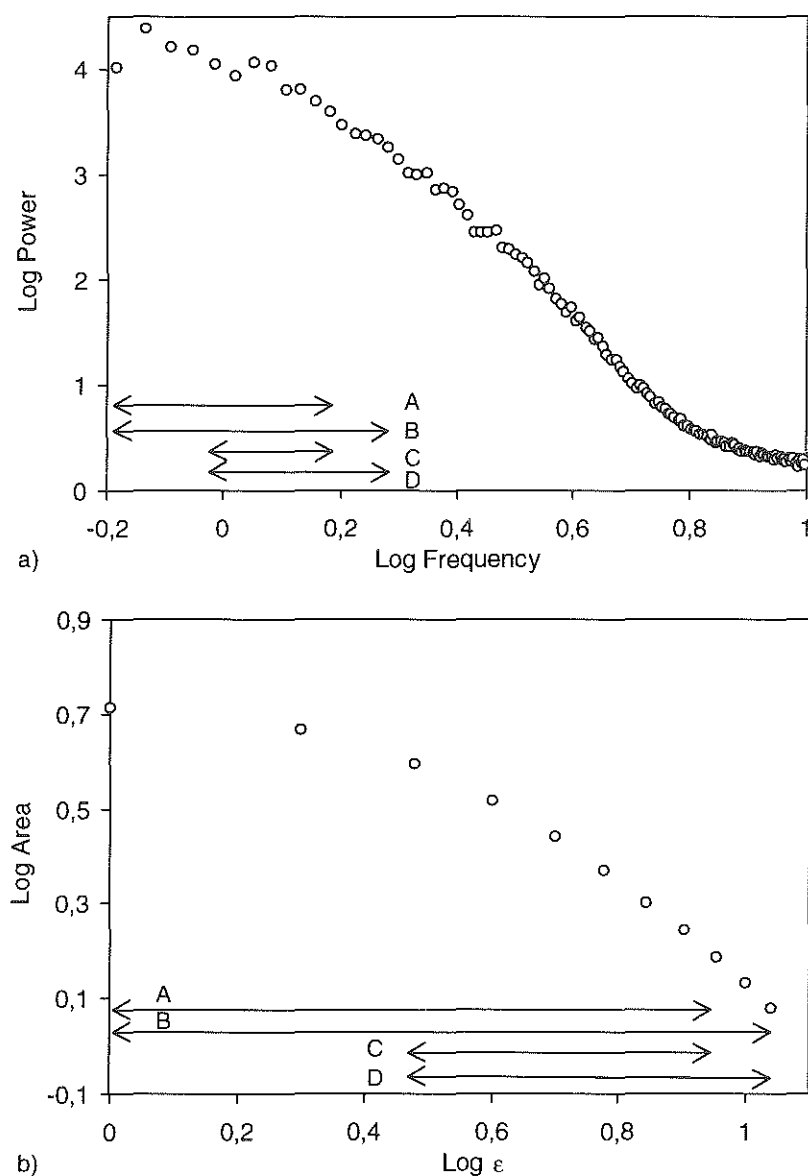 4
3
2
1
0
Log Power
A
B
C
D
-0,2 0 0,2 0,4 0,6 0,8 1
a) Log Frequency
0,9
0,7
0,5
0,3
0,1
-0,1
Log Area
A
B
C
D
0 0,2 0,4 0,6 0,8 1
b) Log ε